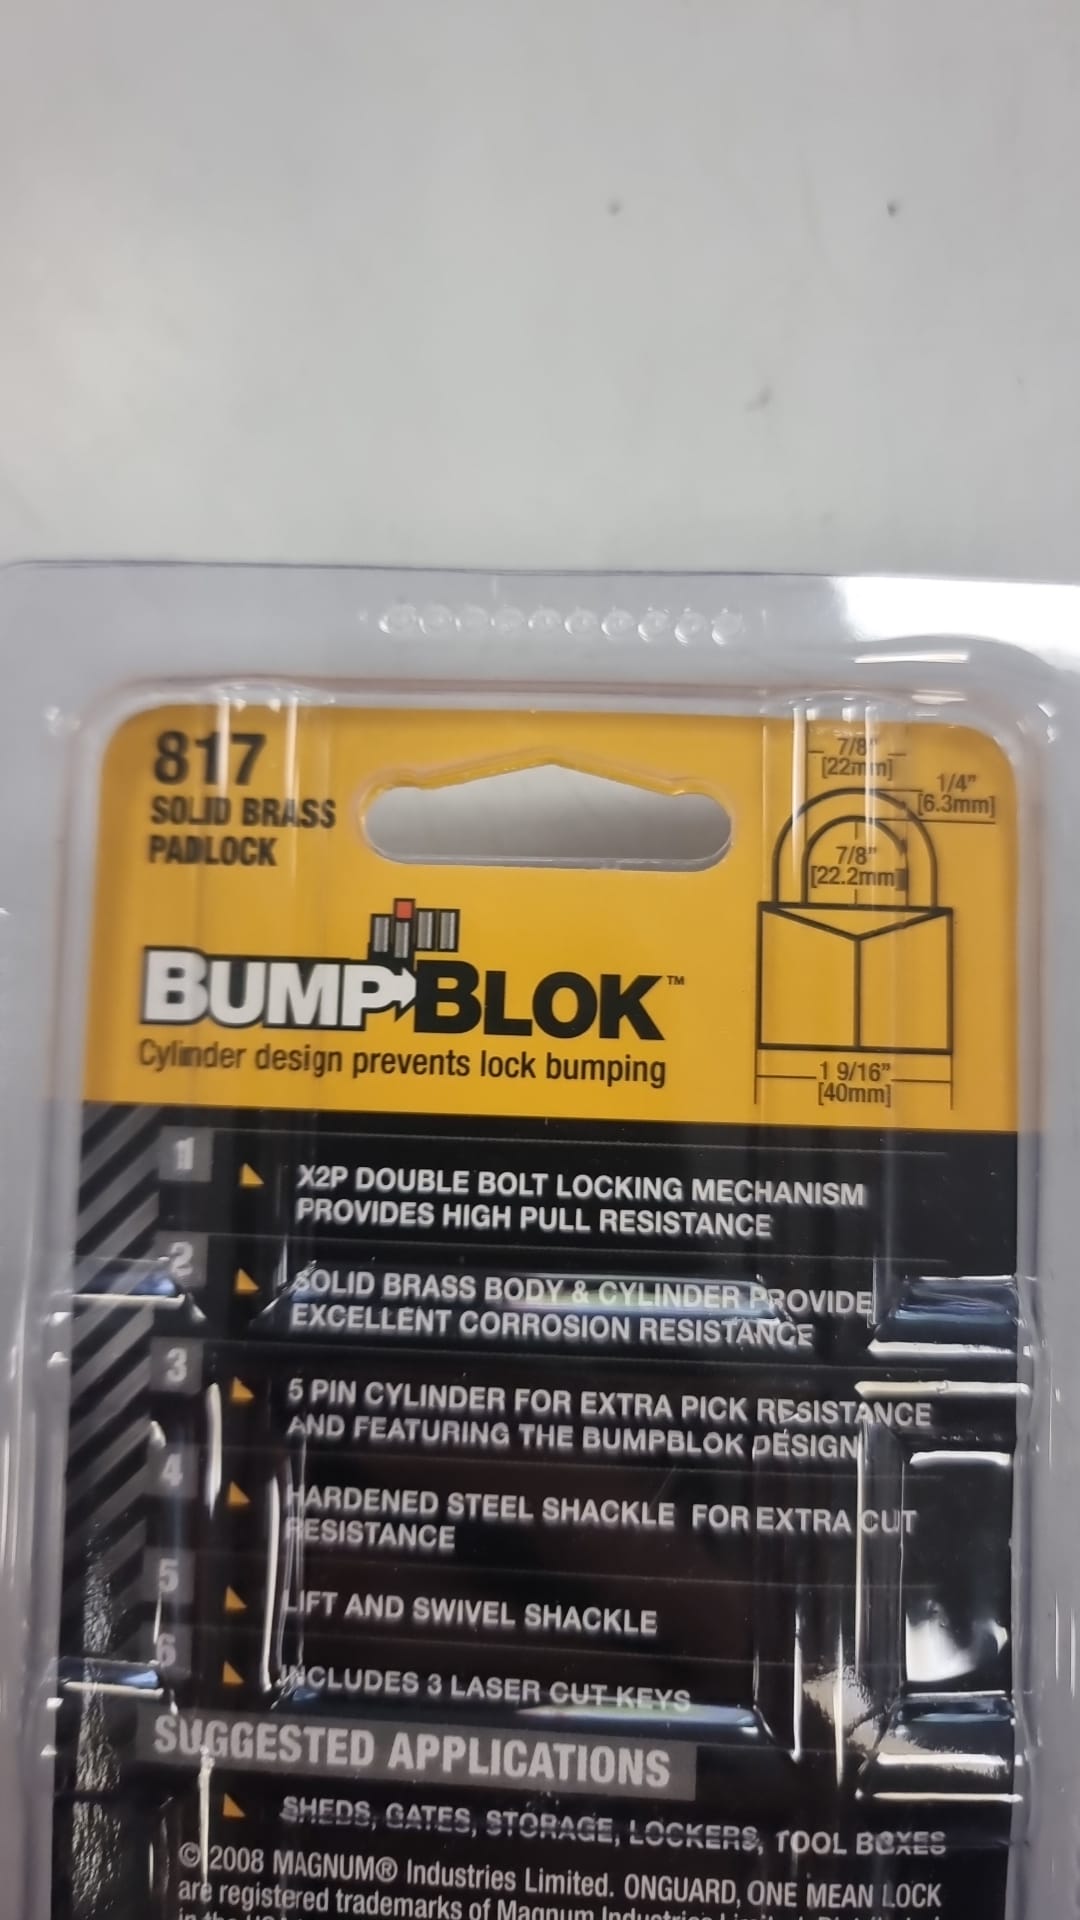 817
SOLID BRASS
PADLOCK
7/8"
[22mm]
1/4"
[6.3mm]
7/8"
[22.2mm]
BUMPBLOK™
Cylinder design prevents lock bumping
1 9/16"
[40mm]
1
X2P DOUBLE BOLT LOCKING MECHANISM
PROVIDES HIGH PULL RESISTANCE
2
SOLID BRASS BODY & CYLINDER PROVIDE
EXCELLENT CORROSION RESISTANCE
3
5 PIN CYLINDER FOR EXTRA PICK RESISTANCE
AND FEATURING THE BUMPBLOK DESIGN
4
HARDENED STEEL SHACKLE FOR EXTRA CUT
RESISTANCE
5
LIFT AND SWIVEL SHACKLE
6
INCLUDES 3 LASER CUT KEYS
SUGGESTED APPLICATIONS
SHEDS, GATES, STORAGE, LOCKERS, TOOL BOXES
© 2008 MAGNUM® Industries Limited. ONGUARD, ONE MEAN LOCK
are registered trademarks of Magnum Industries